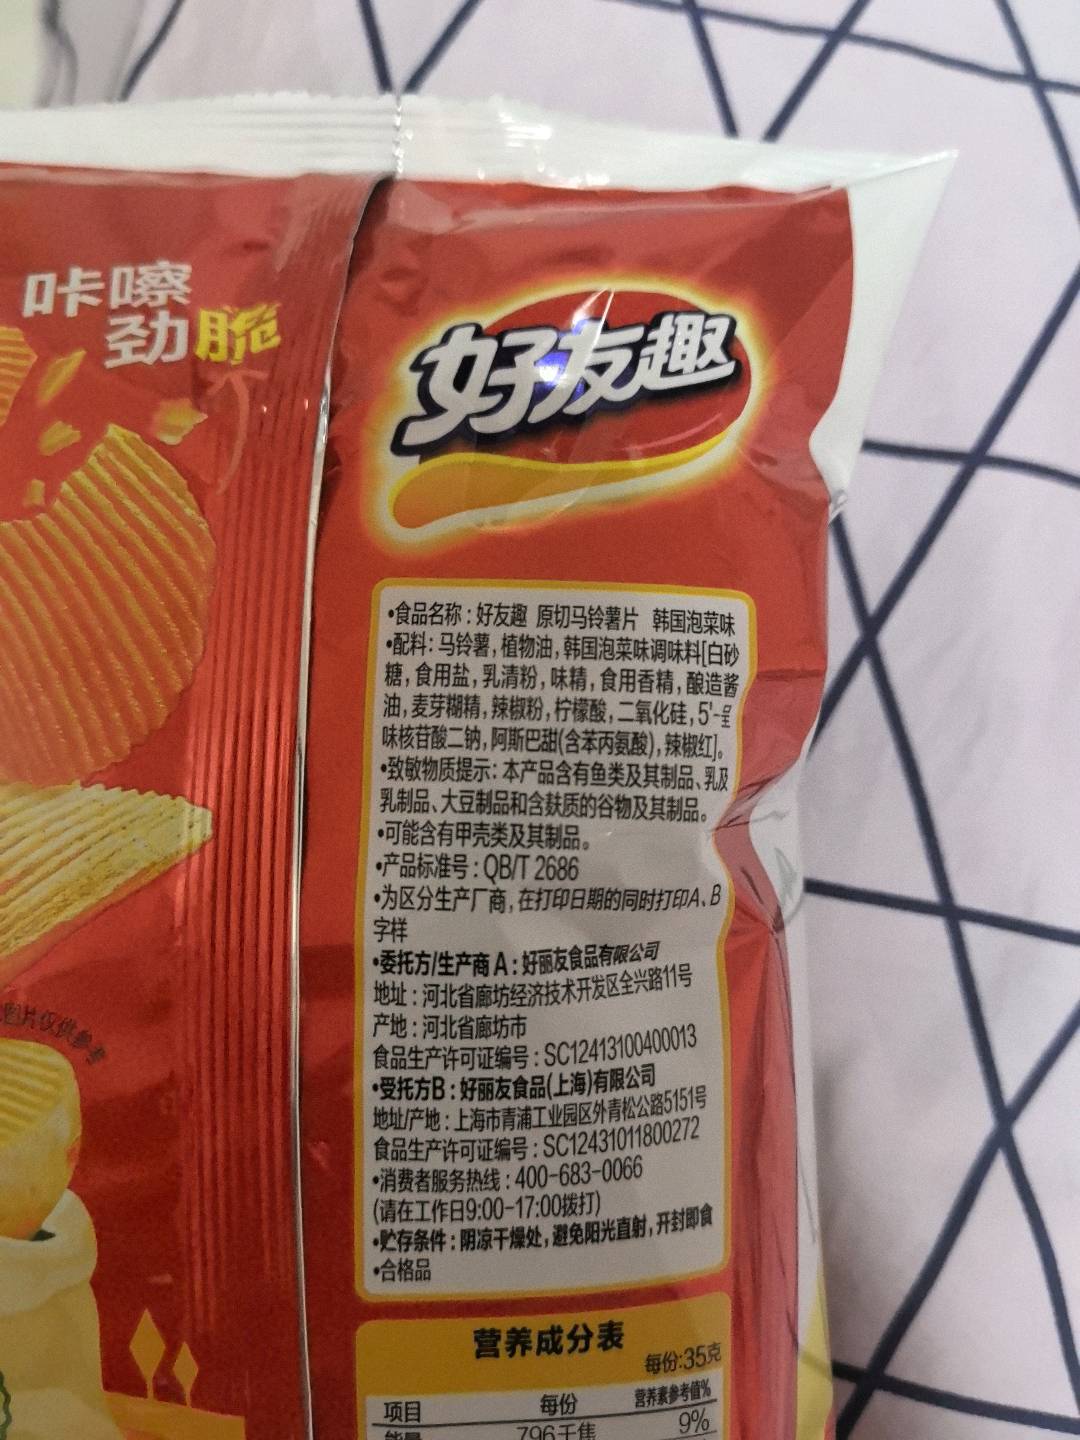 咔嚓
劲脆
好友趣
•食品名称:好友趣 原切马铃薯片 韩国泡菜味
•配料:马铃薯,植物油,韩国泡菜味调味料[白砂
糖,食用盐,乳清粉,味精,食用香精,酿造酱
油,麦芽糊精,辣椒粉,柠檬酸,二氧化硅,5'-呈
味核苷酸二钠,阿斯巴甜(含苯丙氨酸),辣椒红]。
•致敏物质提示:本产品含有鱼类及其制品、乳及
乳制品、大豆制品和含麸质的谷物及其制品。
•可能含有甲壳类及其制品。
•产品标准号:QB/T 2686
•为区分生产厂商,在打印日期的同时打印A、B
字样
•委托方/生产商A:好丽友食品有限公司
地址:河北省廊坊经济技术开发区全兴路11号
产地:河北省廊坊市
食品生产许可证编号:SC12413100400013
•受托方B:好丽友食品(上海)有限公司
地址/产地:上海市青浦工业园区外青松公路5151号
食品生产许可证编号:SC12431011800272
•消费者服务热线:400-683-0066
(请在工作日9:00-17:00拨打)
•贮存条件:阴凉干燥处,避免阳光直射,开封即食
•合格品
图片仅供参考
营养成分表
每份:35克
项目 每份 营养素参考值%
能量 796千焦 9%